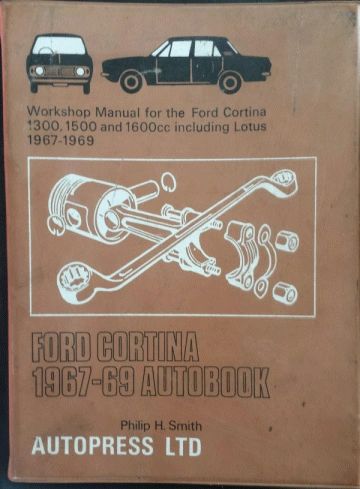 Workshop Manual for the Ford Cortina
1300, 1500 and 1600cc including Lotus
1967-1969
FORD CORTINA
1967-69 AUTOBOOK
Philip H. Smith
AUTOPRESS LTD